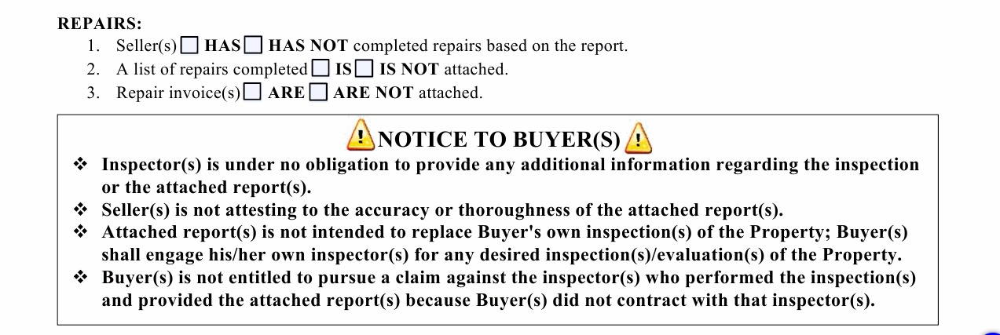 REPAIRS:
1. Seller(s) ☐ HAS ☐ HAS NOT completed repairs based on the report.
2. A list of repairs completed ☐ IS ☐ IS NOT attached.
3. Repair invoice(s) ☐ ARE ☐ ARE NOT attached.
⚠ NOTICE TO BUYER(S) ⚠
❖ Inspector(s) is under no obligation to provide any additional information regarding the inspection
or the attached report(s).
❖ Seller(s) is not attesting to the accuracy or thoroughness of the attached report(s).
❖ Attached report(s) is not intended to replace Buyer's own inspection(s) of the Property; Buyer(s)
shall engage his/her own inspector(s) for any desired inspection(s)/evaluation(s) of the Property.
❖ Buyer(s) is not entitled to pursue a claim against the inspector(s) who performed the inspection(s)
and provided the attached report(s) because Buyer(s) did not contract with that inspector(s).